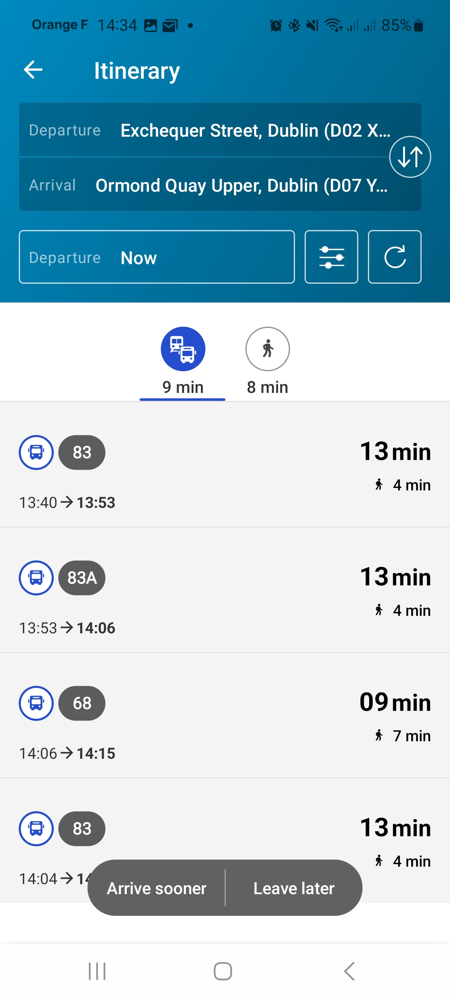 Orange F 14:34 85%
Itinerary
Departure Exchequer Street, Dublin (D02 X...
Arrival Ormond Quay Upper, Dublin (D07 Y...
Departure Now
9 min 8 min
83 13 min
4 min
13:40 → 13:53
83A 13 min
4 min
13:53 → 14:06
68 09 min
7 min
14:06 → 14:15
83 13 min
4 min
14:04 → 14
Arrive sooner Leave later